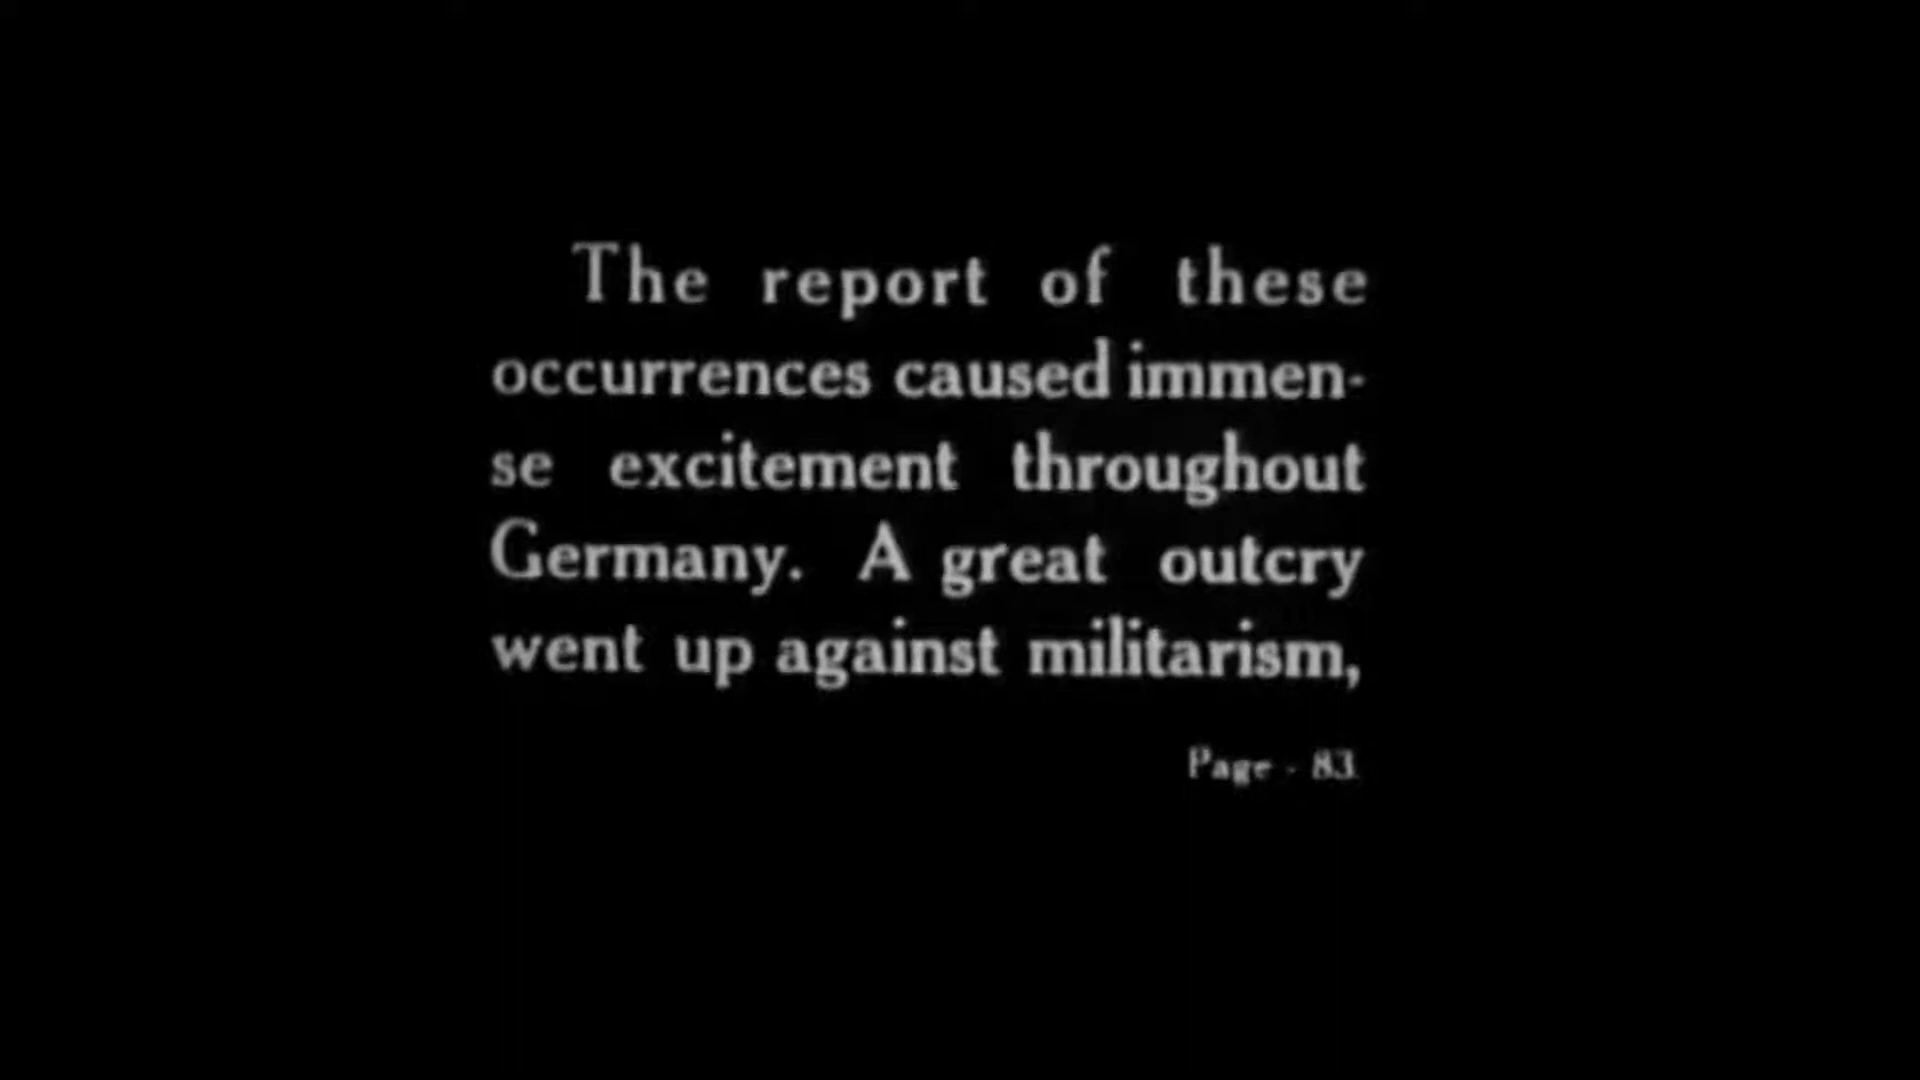 The report of these
occurrences caused immen-
se excitement throughout
Germany. A great outcry
went up against militarism,
Page - 83.